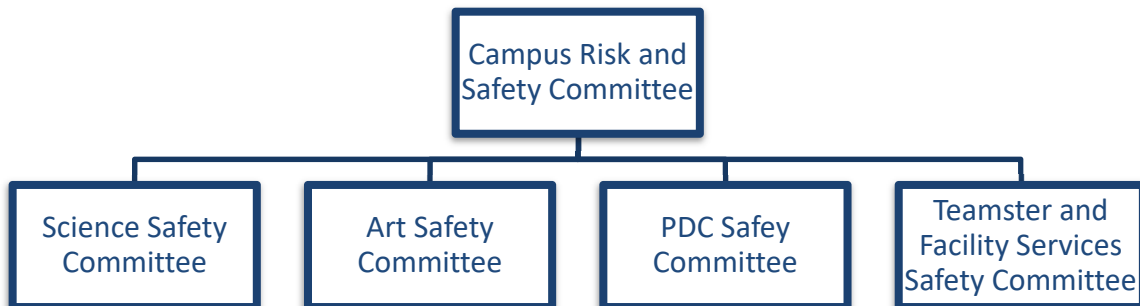 Campus Risk and
Safety Committee
Science Safety
Committee
Art Safety
Committee
PDC Safey
Committee
Teamster and
Facility Services
Safety Committee